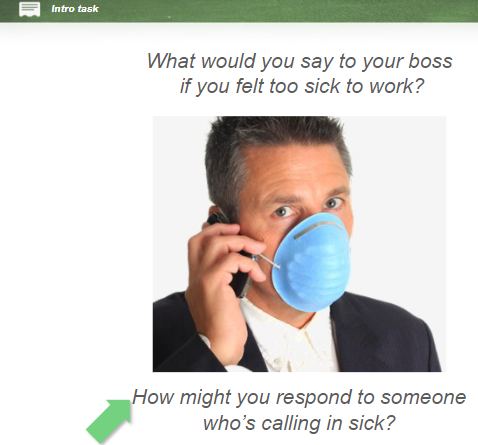 Intro task
What would you say to your boss
if you felt too sick to work?
How might you respond to someone
who's calling in sick?